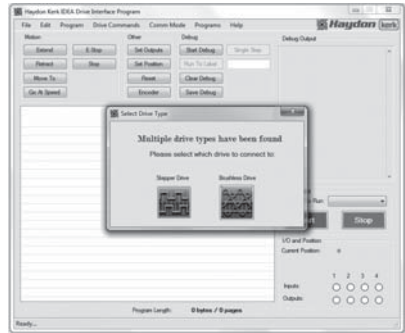 Haydon Kerk IDEA Drive Interface Program
File Edit Program Drive Commands Comm Mode Programs Help
Haydon kerk
Motion Other Debug Debug Output
Extend E-Stop Set Outputs Start Debug Single Step
Retract Stop Set Position Run To Label
Move To Reset Clear Debug
Go At Speed Encoder Save Debug
Select Drive Type
Multiple drive types have been found
Please select which drive to connect to:
Stepper Drive Brushless Drive
Run:
Stop
I/O and Position
Current Position: 0
1 2 3 4
Inputs:
Outputs:
Program Length: 0 bytes / 0 pages
Ready...